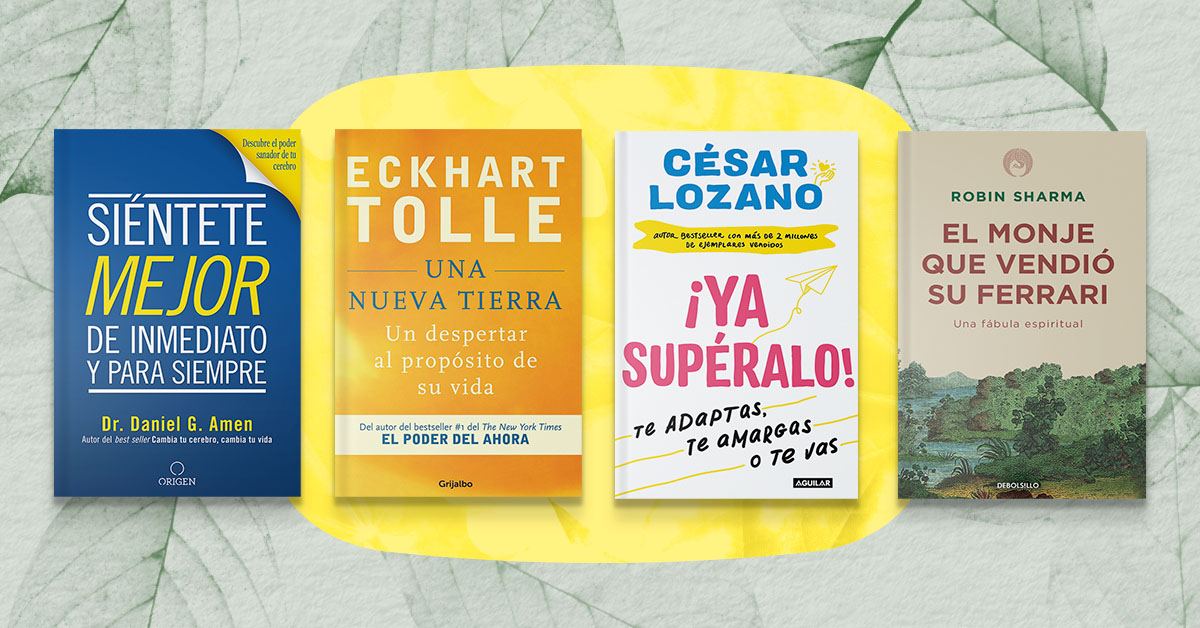 Descubre el poder
sanador de tu
cerebro
SIÉNTETE
MEJOR
DE INMEDIATO
Y PARA SIEMPRE
Dr. Daniel G. Amen
Autor del best seller Cambia tu cerebro, cambia tu vida
ORIGEN
ECKHART
TOLLE
UNA
NUEVA TIERRA
Un despertar
al propósito de
su vida
Del autor del bestseller #1 del The New York Times
EL PODER DEL AHORA
Grijalbo
CÉSAR
LOZANO
AUTOR BESTSELLER CON MÁS DE 2 MILLONES
DE EJEMPLARES VENDIDOS
¡YA
SUPÉRALO!
Te ADAPTAS,
Te aMARGAS
O Te VAS
AGUILAR
ROBIN SHARMA
EL MONJE
QUE VENDIÓ
SU FERRARI
Una fábula espiritual
DEBOLSILLO